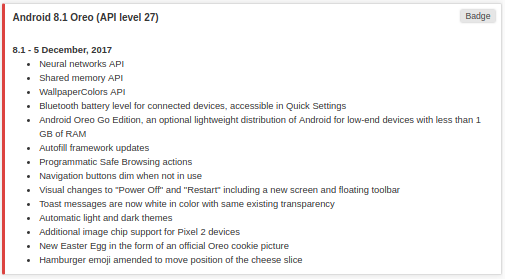 Android 8.1 Oreo (API level 27)
Badge
8.1 - 5 December, 2017
Neural networks API
Shared memory API
WallpaperColors API
Bluetooth battery level for connected devices, accessible in Quick Settings
Android Oreo Go Edition, an optional lightweight distribution of Android for low-end devices with less than 1
GB of RAM
Autofill framework updates
Programmatic Safe Browsing actions
Navigation buttons dim when not in use
Visual changes to "Power Off" and "Restart" including a new screen and floating toolbar
Toast messages are now white in color with same existing transparency
Automatic light and dark themes
Additional image chip support for Pixel 2 devices
New Easter Egg in the form of an official Oreo cookie picture
Hamburger emoji amended to move position of the cheese slice